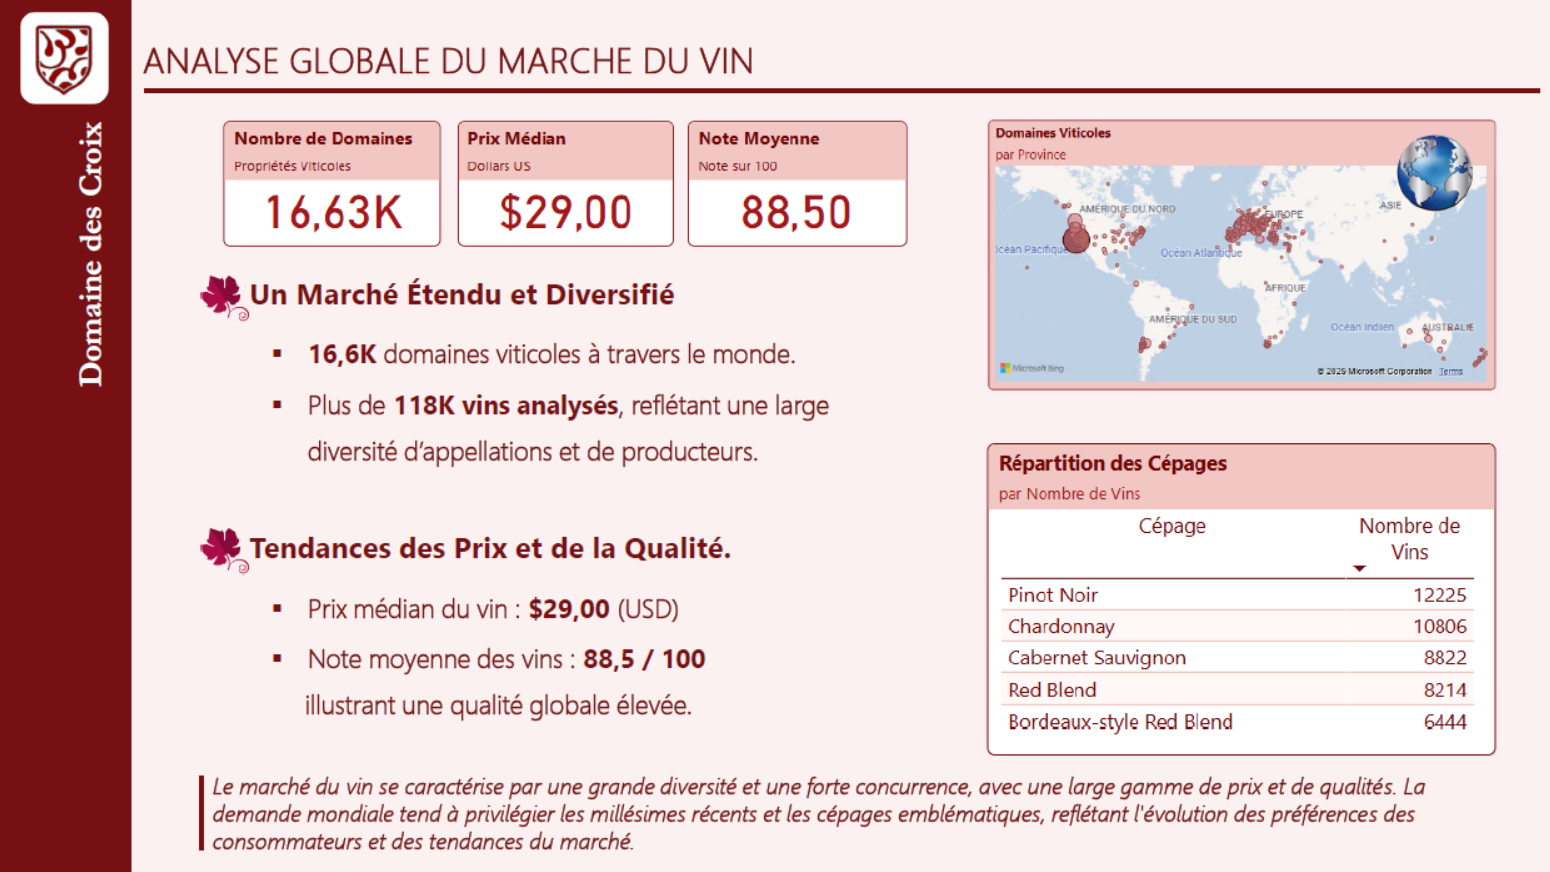 Domaine des Croix
ANALYSE GLOBALE DU MARCHE DU VIN
Nombre de Domaines
Propriétés Viticoles
16,63K
Prix Médian
Dollars US
$29,00
Note Moyenne
Note sur 100
88,50
Un Marché Étendu et Diversifié
▪ 16,6K domaines viticoles à travers le monde.
▪ Plus de 118K vins analysés, reflétant une large
diversité d'appellations et de producteurs.
Tendances des Prix et de la Qualité.
▪ Prix médian du vin : $29,00 (USD)
▪ Note moyenne des vins : 88,5 / 100
illustrant une qualité globale élevée.
Domaines Viticoles
par Province
AMÉRIQUE DU NORD
EUROPE
ASIE
Océan Pacifique
Océan Atlantique
AFRIQUE
AMÉRIQUE DU SUD
Océan Indien
AUSTRALIE
Microsoft Bing
© 2025 Microsoft Corporation Terms
Répartition des Cépages
par Nombre de Vins
Cépage Nombre de
Vins
Pinot Noir 12225
Chardonnay 10806
Cabernet Sauvignon 8822
Red Blend 8214
Bordeaux-style Red Blend 6444
Le marché du vin se caractérise par une grande diversité et une forte concurrence, avec une large gamme de prix et de qualités. La
demande mondiale tend à privilégier les millésimes récents et les cépages emblématiques, reflétant l'évolution des préférences des
consommateurs et des tendances du marché.